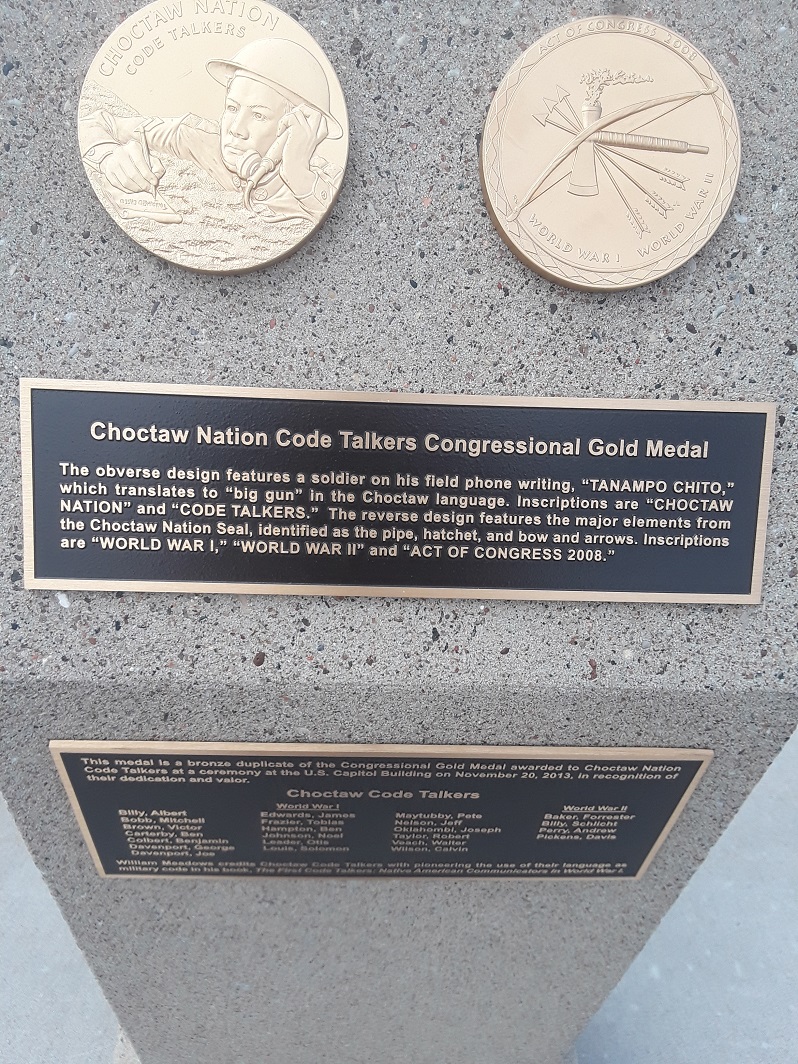 CHOCTAW NATION
CODE TALKERS
ACT OF CONGRESS 2008
WORLD WAR I
WORLD WAR II
Choctaw Nation Code Talkers Congressional Gold Medal
The obverse design features a soldier on his field phone writing, “TANAMPO CHITO,”
which translates to “big gun” in the Choctaw language. Inscriptions are “CHOCTAW
NATION” and “CODE TALKERS.” The reverse design features the major elements from
the Choctaw Nation Seal, identified as the pipe, hatchet, and bow and arrows. Inscriptions
are “WORLD WAR I,” “WORLD WAR II” and “ACT OF CONGRESS 2008.”
This medal is a bronze duplicate of the Congressional Gold Medal awarded to Choctaw Nation
Code Talkers at a ceremony at the U.S. Capitol Building on November 20, 2013, in recognition of
their dedication and valor.
Choctaw Code Talkers
World War I
Billy, Albert
Bobb, Mitchell
Brown, Victor
Carterby, Ben
Colbert, Benjamin
Davenport, George
Davenport, Joe
Edwards, James
Frazier, Tobias
Hampton, Ben
Johnson, Noel
Leader, Otis
Louis, Solomon
Maytubby, Pete
Nelson, Jeff
Oklahombi, Joseph
Taylor, Robert
Veach, Walter
Wilson, Calvin
World War II
Baker, Forrester
Billy, Schlicht
Perry, Andrew
Pickens, Davis
William Meadows credits Choctaw Code Talkers with pioneering the use of their language as
military code in his book, The First Code Talkers: Native American Communicators in World War I.